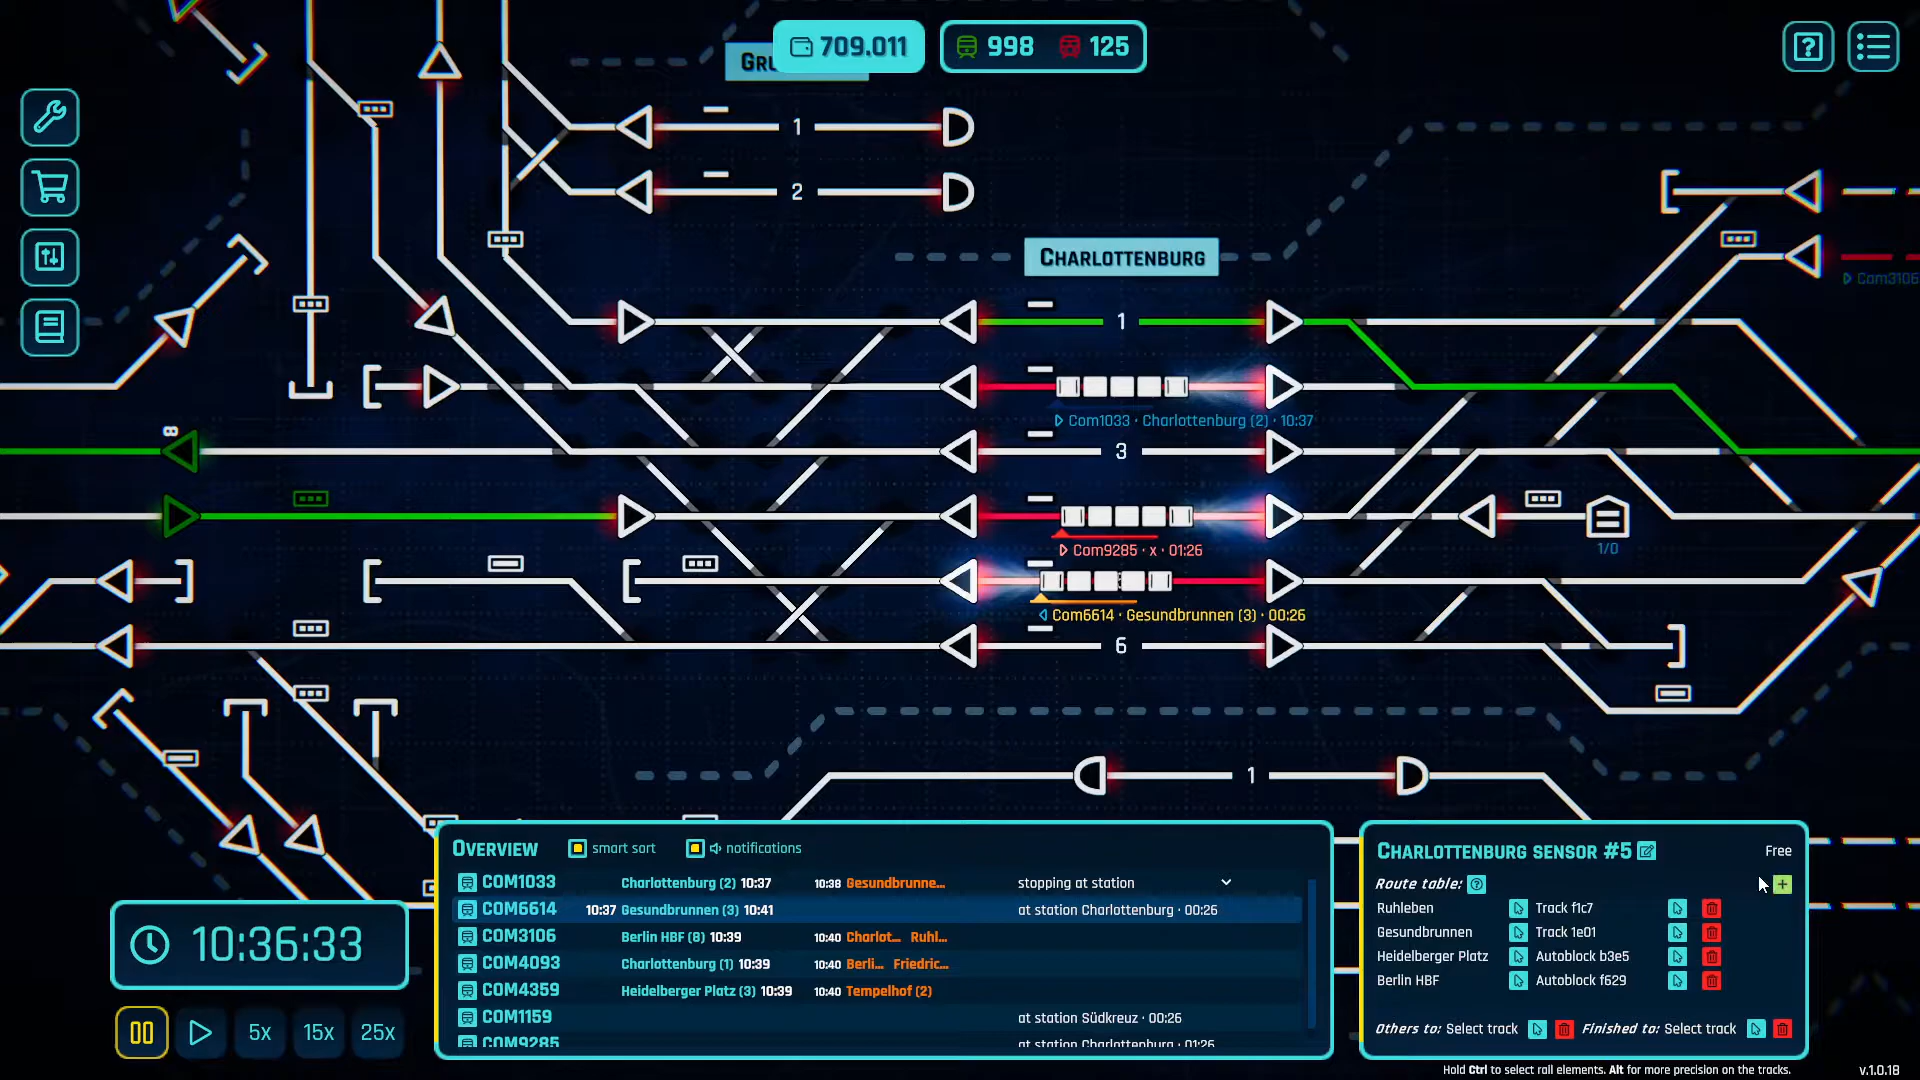 709.011
998
125
1
2
CHARLOTTENBURG
1
Com3106
Com1033 · Charlottenburg (2) · 10:37
8
3
Com9285 · x · 01:26
1/0
Com6614 · Gesundbrunnen (3) · 00:26
6
1
OVERVIEW
smart sort
notifications
COM1033 Charlottenburg (2) 10:37 10:38 Gesundbrunne... stopping at station
COM6614 10:37 Gesundbrunnen (3) 10:41 at station Charlottenburg · 00:26
COM3106 Berlin HBF (8) 10:39 10:40 Charlot... Ruhl...
COM4093 Charlottenburg (1) 10:39 10:40 Berli... Friedric...
COM4359 Heidelberger Platz (3) 10:39 10:40 Tempelhof (2)
COM1159 at station Südkreuz · 00:26
COM9285 at station Charlottenburg · 01:26
CHARLOTTENBURG SENSOR #5
Free
Route table:
Ruhleben Track f1c7
Gesundbrunnen Track 1e01
Heidelberger Platz Autoblock b3e5
Berlin HBF Autoblock f629
Others to: Select track Finished to: Select track
10:36:33
5x 15x 25x
Hold Ctrl to select rail elements. Alt for more precision on the tracks.
v.1.0.18